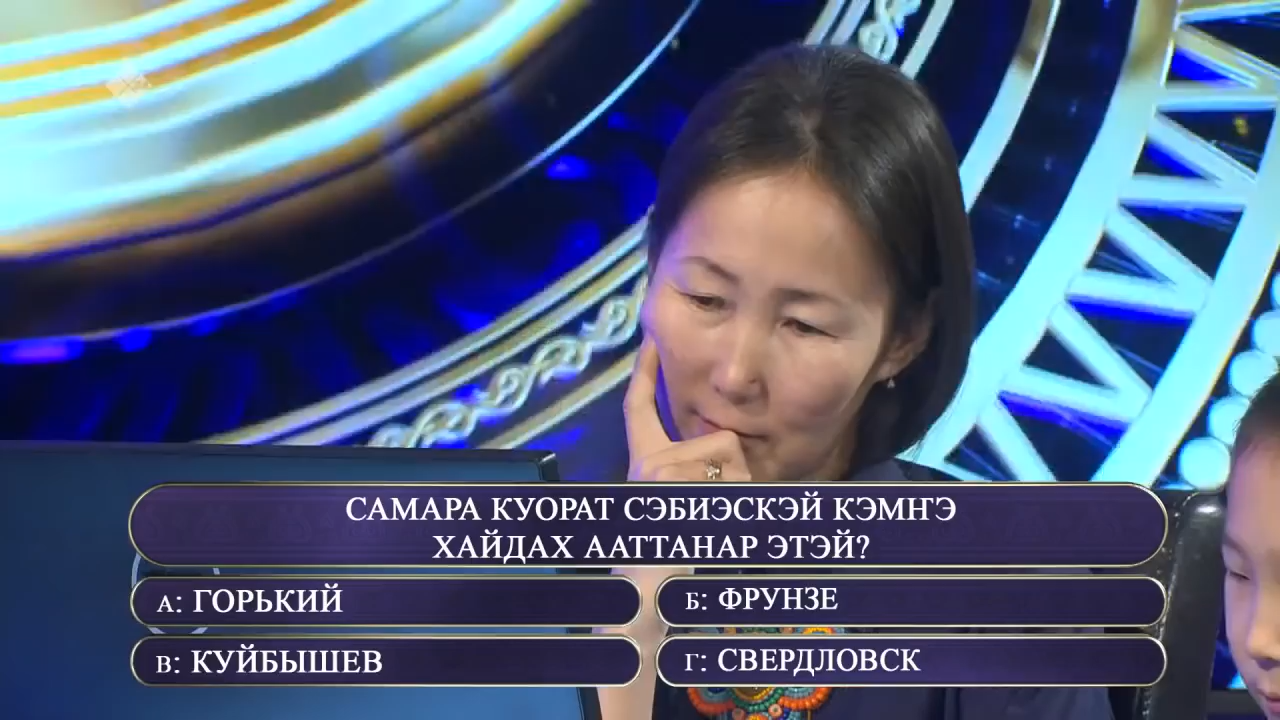 САМАРА КУОРАТ СЭБИЭСКЭЙ КЭМҤЭ
ХАЙДАХ ААТТАНАР ЭТЭЙ?
А: ГОРЬКИЙ
Б: ФРУНЗЕ
В: КУЙБЫШЕВ
Г: СВЕРДЛОВСК